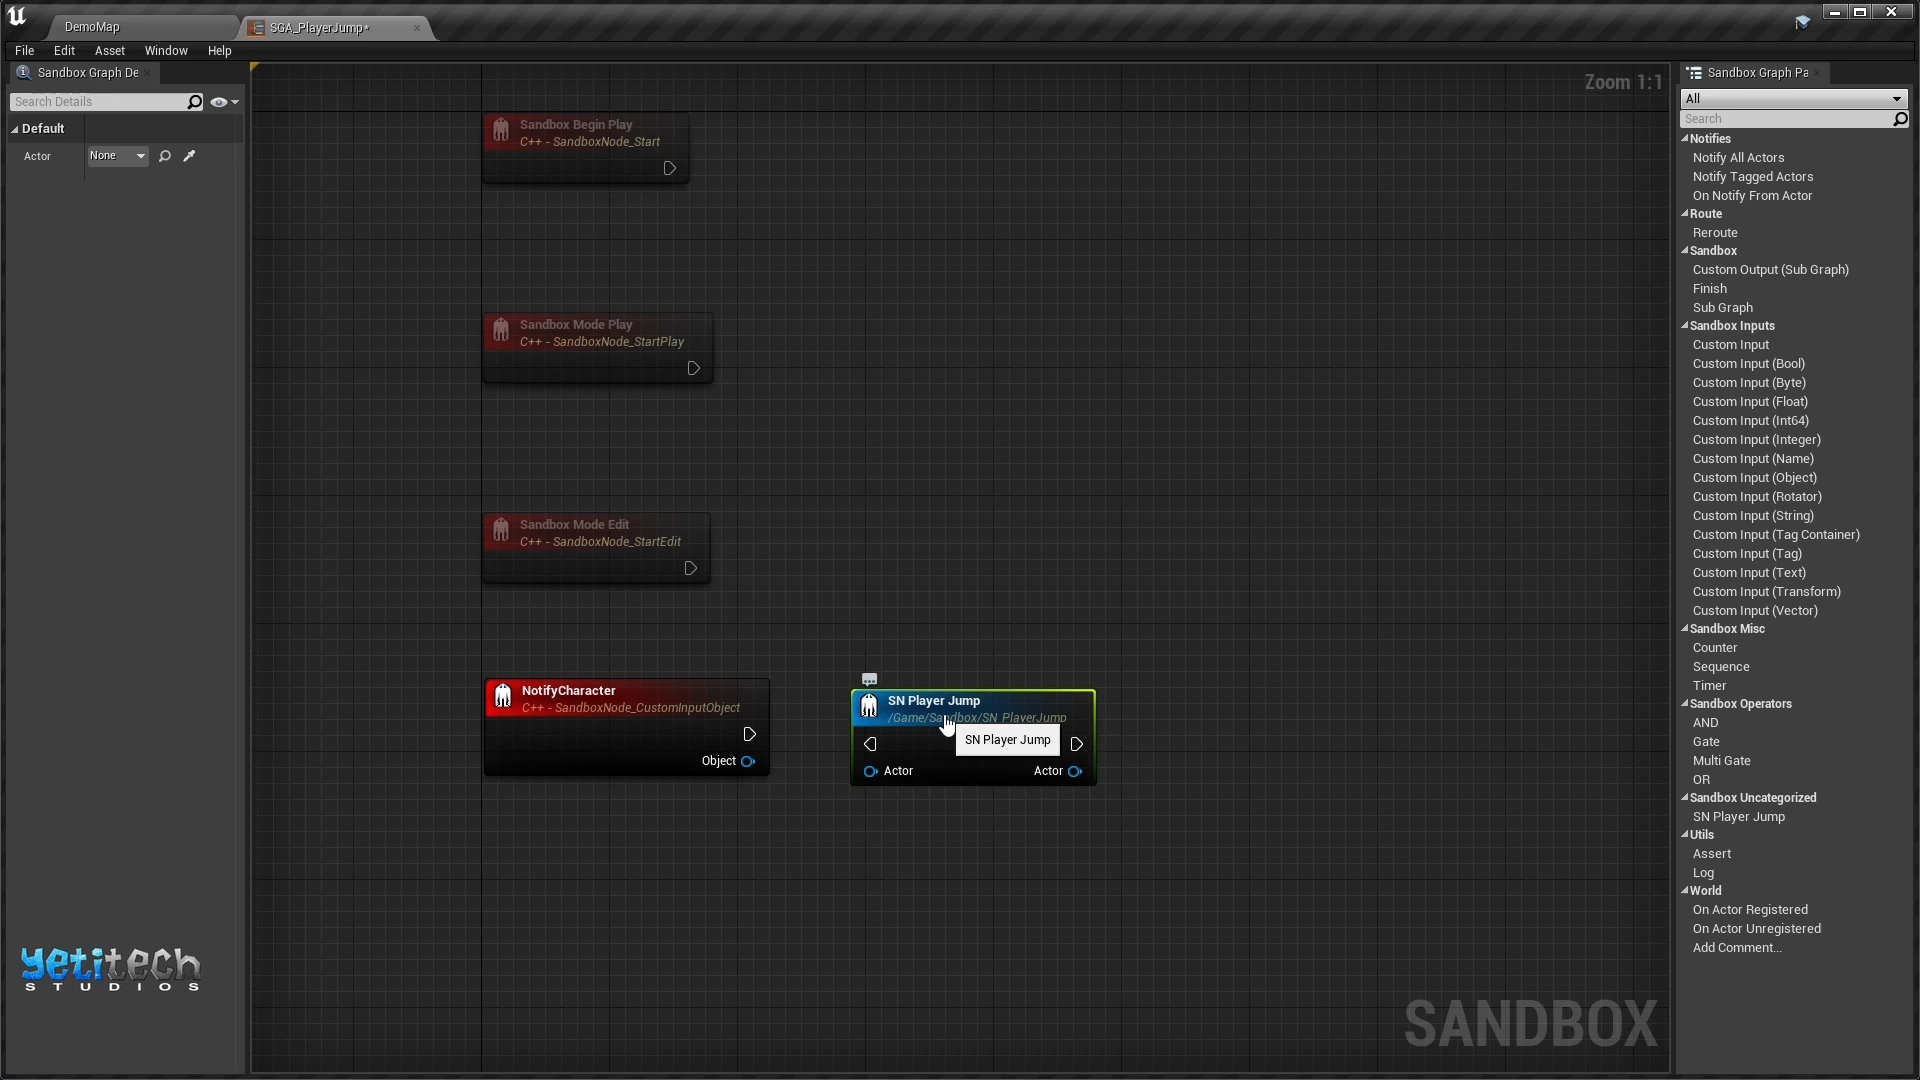 DemoMap
SGA_PlayerJump*
File Edit Asset Window Help
Sandbox Graph De
Search Details
Default
Actor None
Zoom 1:1
Sandbox Begin Play
C++ - SandboxNode_Start
Sandbox Mode Play
C++ - SandboxNode_StartPlay
Sandbox Mode Edit
C++ - SandboxNode_StartEdit
NotifyCharacter
C++ - SandboxNode_CustomInputObject
Object
SN Player Jump
/Game/Sandbox/SN_PlayerJump
SN Player Jump
Actor Actor
SANDBOX
yetitech
STUDIOS
Sandbox Graph Pa
All
Search
Notifies
Notify All Actors
Notify Tagged Actors
On Notify From Actor
Route
Reroute
Sandbox
Custom Output (Sub Graph)
Finish
Sub Graph
Sandbox Inputs
Custom Input
Custom Input (Bool)
Custom Input (Byte)
Custom Input (Float)
Custom Input (Int64)
Custom Input (Integer)
Custom Input (Name)
Custom Input (Object)
Custom Input (Rotator)
Custom Input (String)
Custom Input (Tag Container)
Custom Input (Tag)
Custom Input (Text)
Custom Input (Transform)
Custom Input (Vector)
Sandbox Misc
Counter
Sequence
Timer
Sandbox Operators
AND
Gate
Multi Gate
OR
Sandbox Uncategorized
SN Player Jump
Utils
Assert
Log
World
On Actor Registered
On Actor Unregistered
Add Comment...